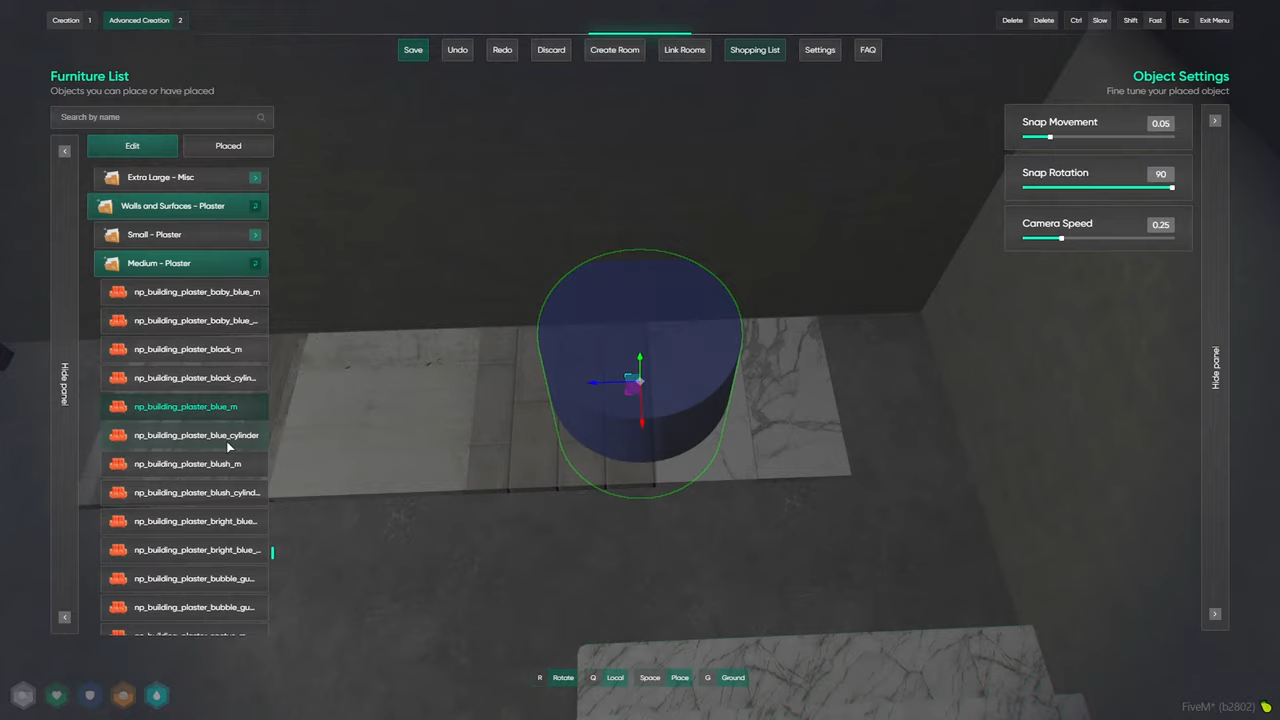 Creation 1 Advanced Creation 2
Delete Delete Ctrl Slow Shift Fast Esc Exit Menu
Save Undo Redo Discard Create Room Link Rooms Shopping List Settings FAQ
Furniture List
Objects you can place or have placed
Search by name
Edit Placed
Extra Large - Misc
Walls and Surfaces - Plaster
Small - Plaster
Medium - Plaster
np_building_plaster_baby_blue_m
np_building_plaster_baby_blue_...
np_building_plaster_black_m
np_building_plaster_black_cylin...
np_building_plaster_blue_m
np_building_plaster_blue_cylinder
np_building_plaster_blush_m
np_building_plaster_blush_cylind...
np_building_plaster_bright_blue...
np_building_plaster_bright_blue_...
np_building_plaster_bubble_gu...
np_building_plaster_bubble_gu...
Hide panel
Object Settings
Fine tune your placed object
Snap Movement 0.05
Snap Rotation 90
Camera Speed 0.25
Hide panel
R Rotate Q Local Space Place G Ground
FiveM* (b2802)